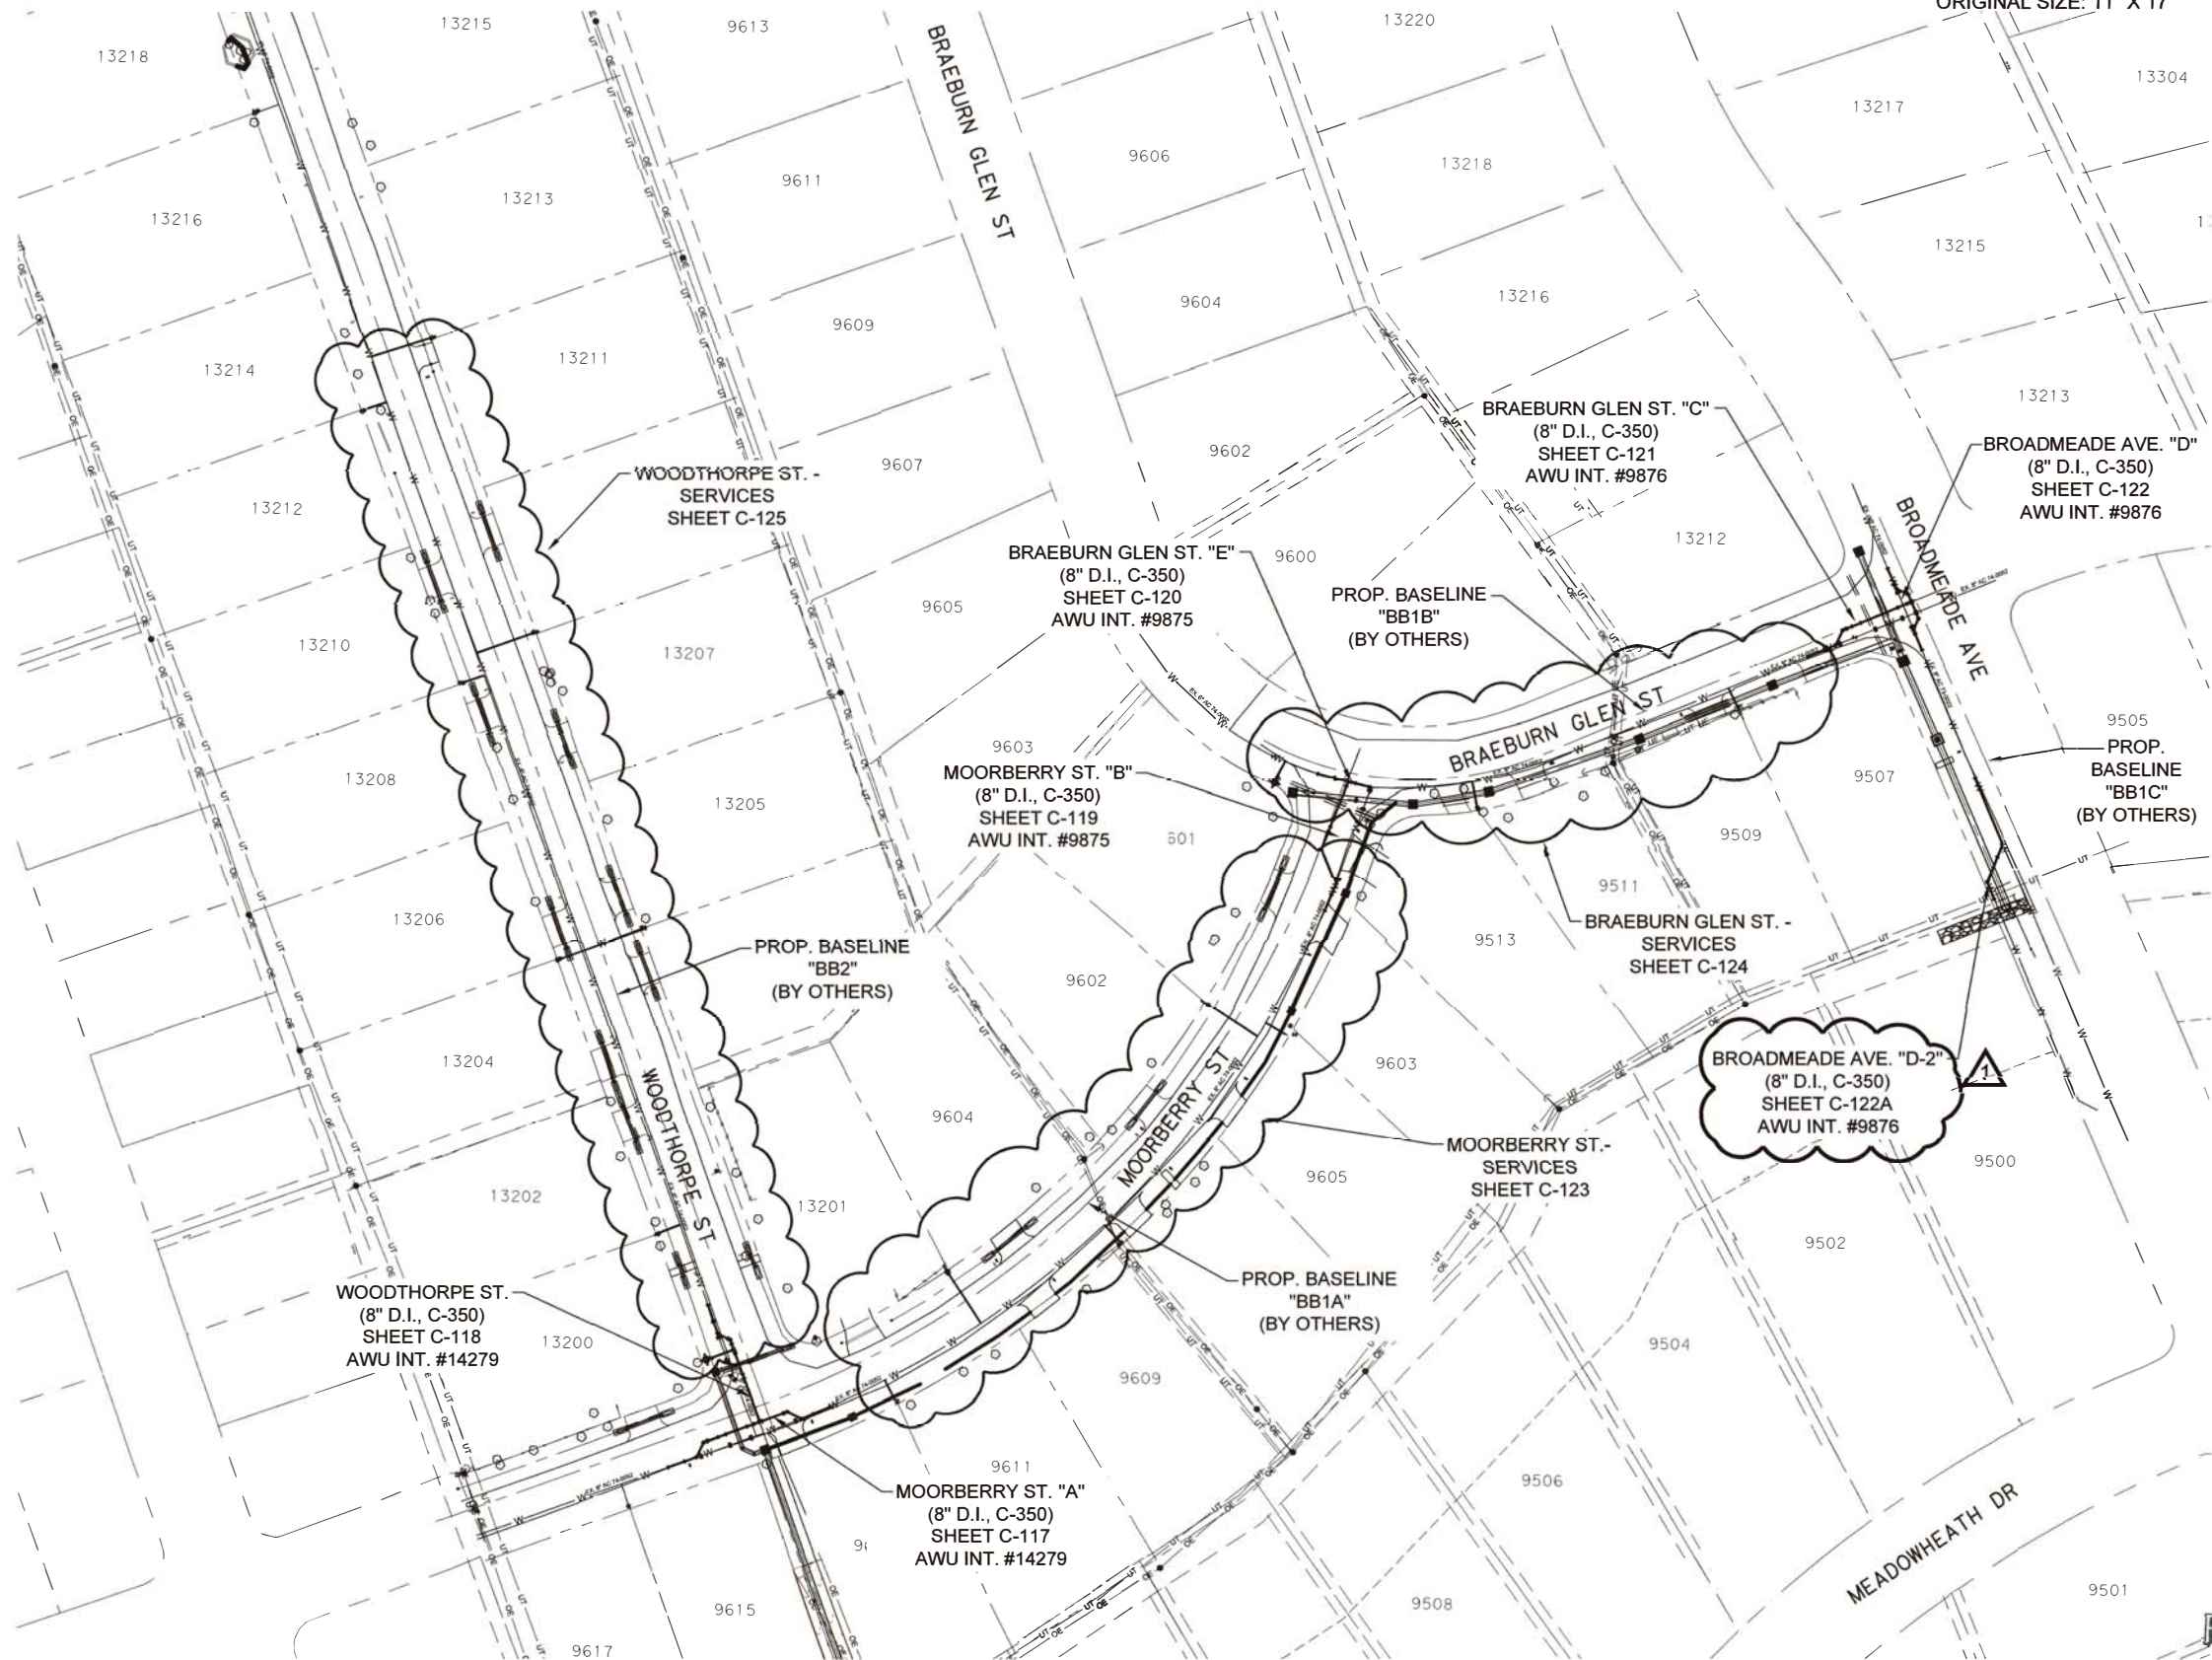 ORIGINAL SIZE: 11" X 17"
13218
13215
9613
13220
13217
13304
BRAEBURN GLEN ST
13216
13213
9611
9606
13218
13215
13214
13211
9609
9604
13216
13213
13212
9607
9602
WOODTHORPE ST. -
SERVICES
SHEET C-125
BRAEBURN GLEN ST. "C"
(8" D.I., C-350)
SHEET C-121
AWU INT. #9876
BROADMEADE AVE. "D"
(8" D.I., C-350)
SHEET C-122
AWU INT. #9876
13212
BROADMEADE AVE
BRAEBURN GLEN ST. "E"
(8" D.I., C-350)
SHEET C-120
AWU INT. #9875
9600
PROP. BASELINE
"BB1B"
(BY OTHERS)
13210
13207
9605
9603
BRAEBURN GLEN ST
9505
PROP.
BASELINE
"BB1C"
(BY OTHERS)
9507
13208
13205
MOORBERRY ST. "B"
(8" D.I., C-350)
SHEET C-119
AWU INT. #9875
601
9509
9511
13206
9513
BRAEBURN GLEN ST. -
SERVICES
SHEET C-124
PROP. BASELINE
"BB2"
(BY OTHERS)
9602
13204
9603
BROADMEADE AVE. "D-2"
(8" D.I., C-350)
SHEET C-122A
AWU INT. #9876
1
WOODTHORPE ST
9604
MOORBERRY ST
MOORBERRY ST.-
SERVICES
SHEET C-123
9605
9500
13202
13201
9502
PROP. BASELINE
"BB1A"
(BY OTHERS)
WOODTHORPE ST.
(8" D.I., C-350)
SHEET C-118
AWU INT. #14279
13200
9504
9609
9611
MOORBERRY ST. "A"
(8" D.I., C-350)
SHEET C-117
AWU INT. #14279
9506
MEADOWHEATH DR
9615
9617
9508
9501